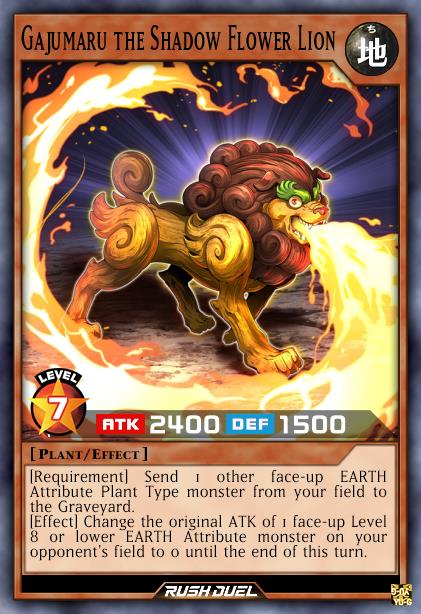 GAJUMARU THE SHADOW FLOWER LION
ち
地
LEVEL
7
ATK 2400 DEF 1500
[PLANT/EFFECT]
[Requirement] Send 1 other face-up EARTH
Attribute Plant Type monster from your field to
the Graveyard.
[Effect] Change the original ATK of 1 face-up Level
8 or lower EARTH Attribute monster on your
opponent's field to 0 until the end of this turn.
RUSH DUEL